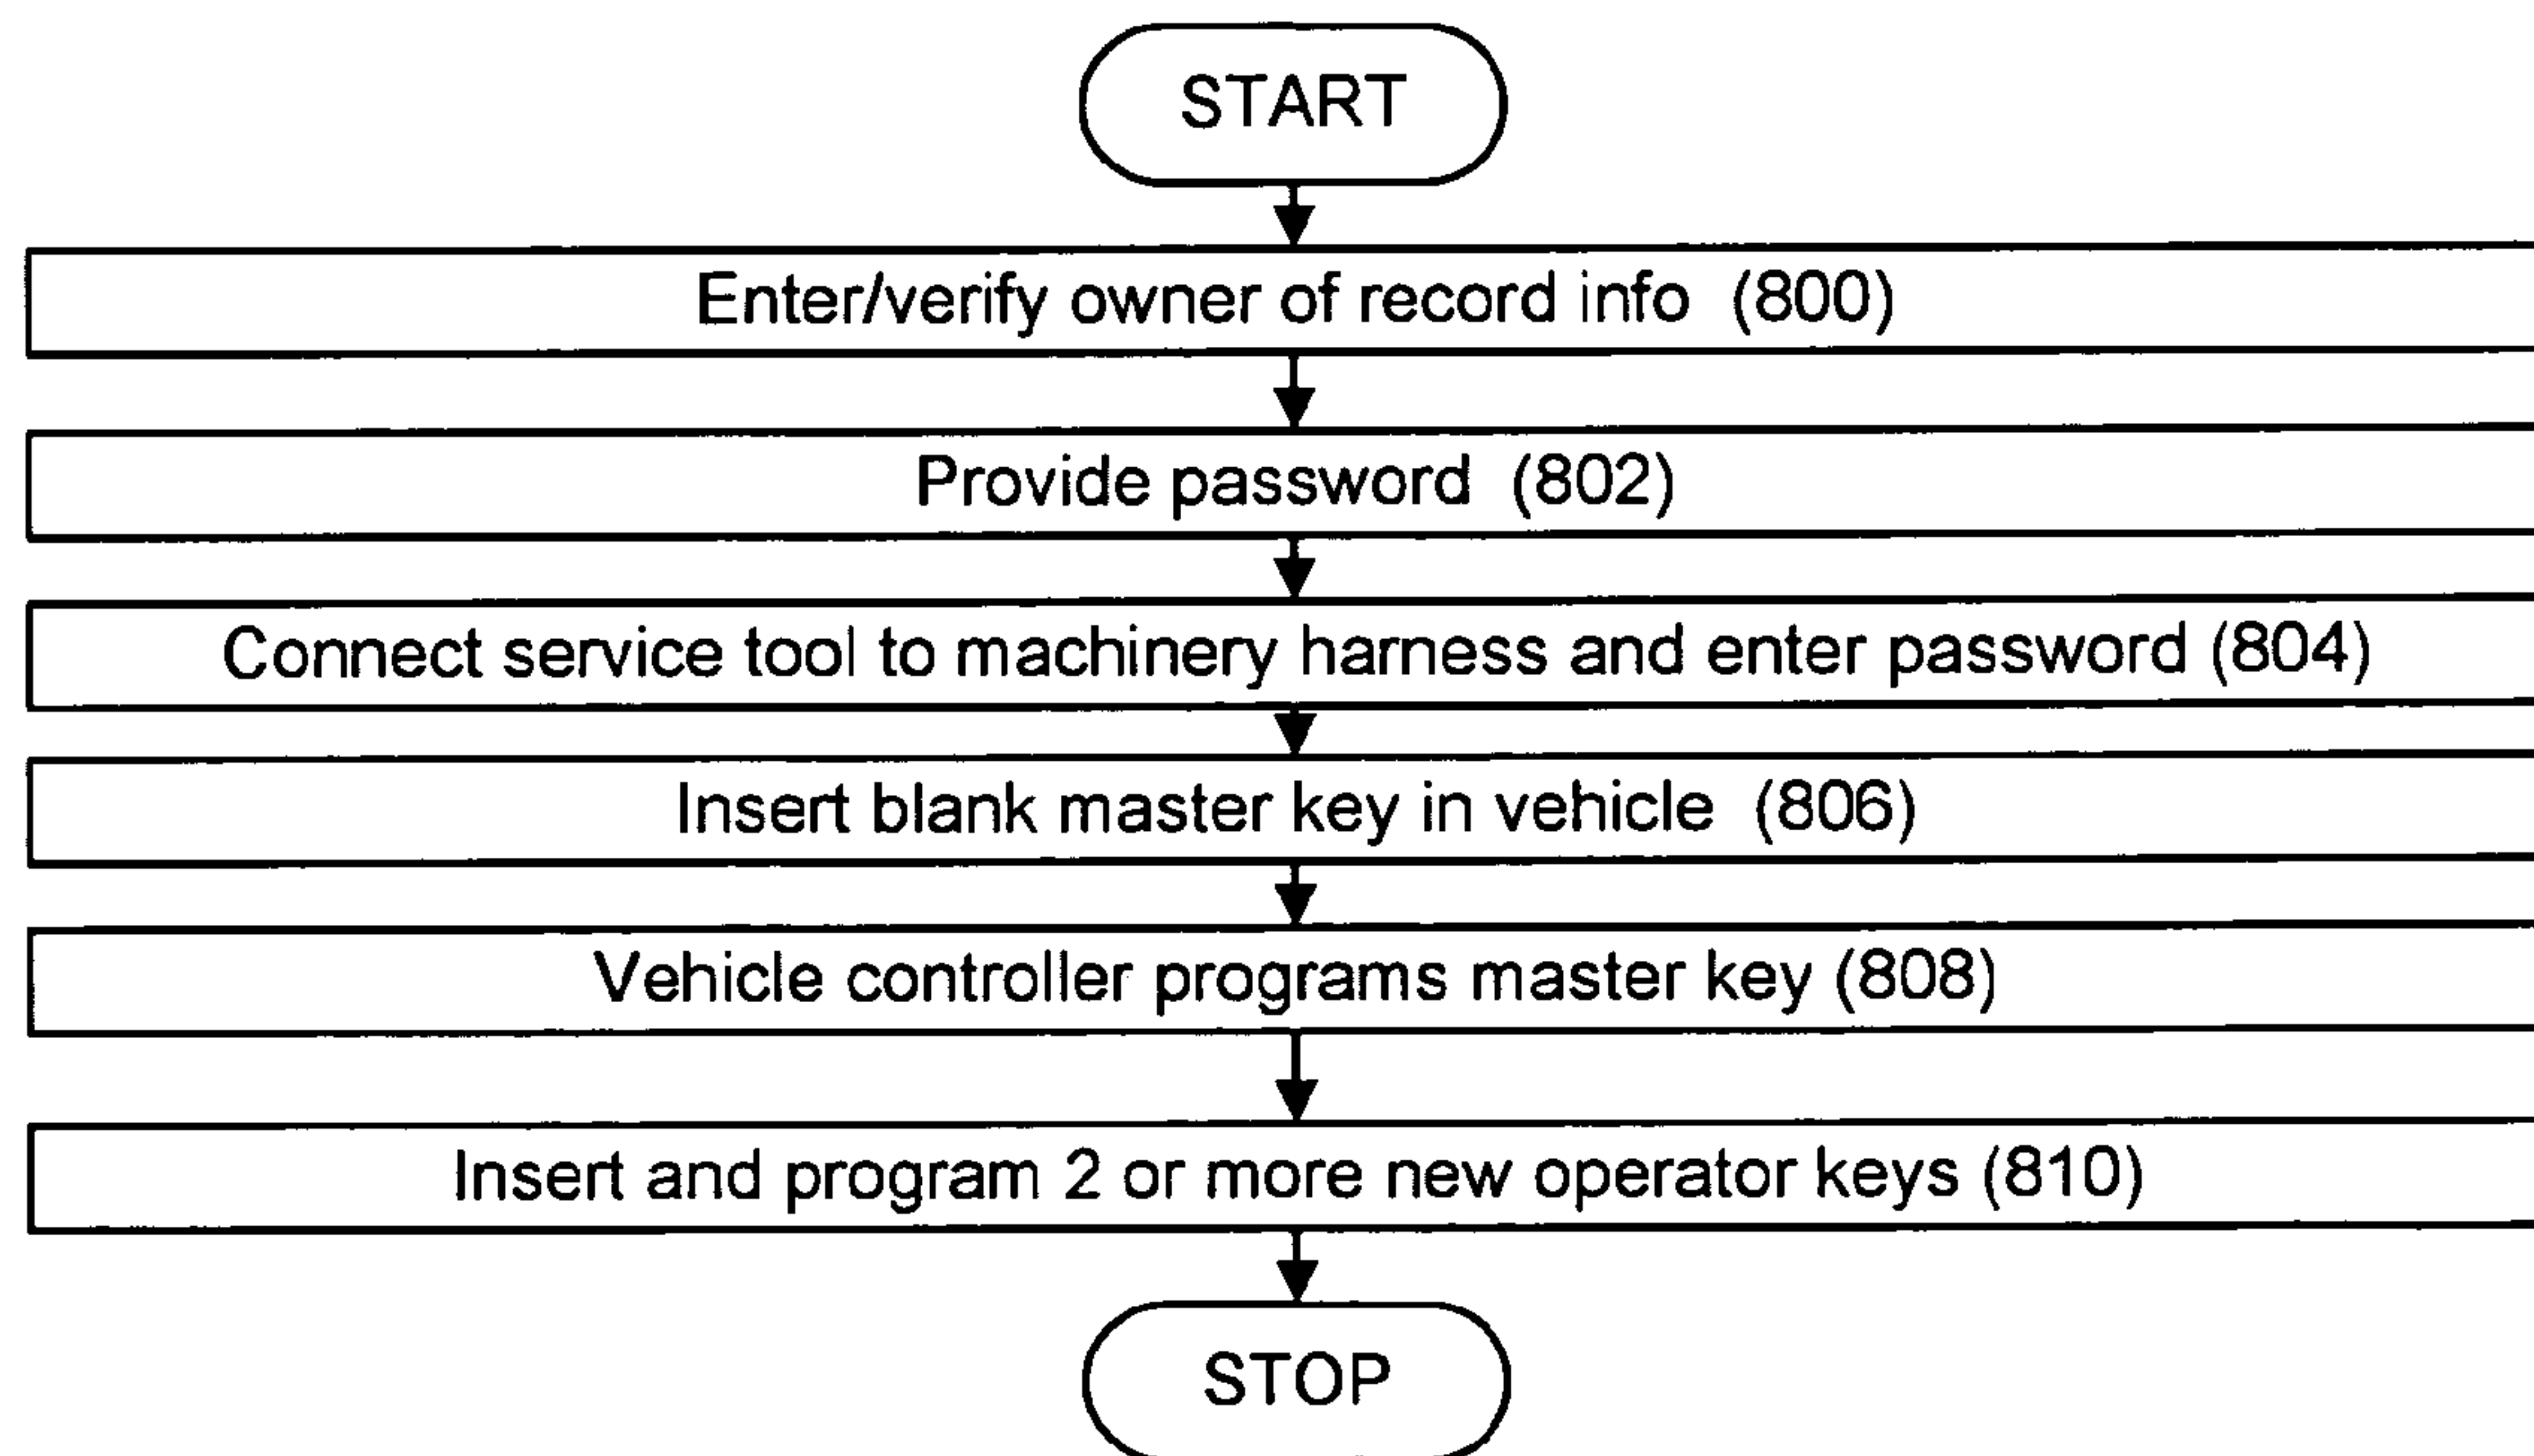 START
Enter/verify owner of record info (800)
Provide password (802)
Connect service tool to machinery harness and enter password (804)
Insert blank master key in vehicle (806)
Vehicle controller programs master key (808)
Insert and program 2 or more new operator keys (810)
STOP